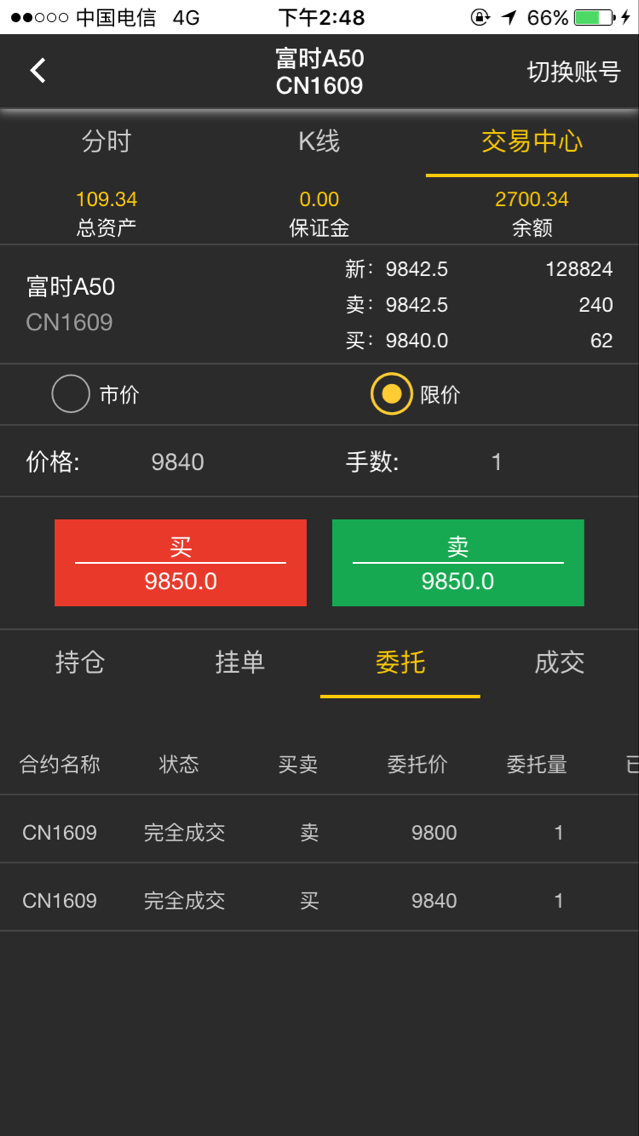 中国电信 4G 下午2:48 66%
富时A50
CN1609
切换账号
分时 K线 交易中心
109.34 0.00 2700.34
总资产 保证金 余额
富时A50
CN1609
新: 9842.5 128824
卖: 9842.5 240
买: 9840.0 62
市价 限价
价格: 9840 手数: 1
买 卖
9850.0 9850.0
持仓 挂单 委托 成交
合约名称 状态 买卖 委托价 委托量
CN1609 完全成交 卖 9800 1
CN1609 完全成交 买 9840 1